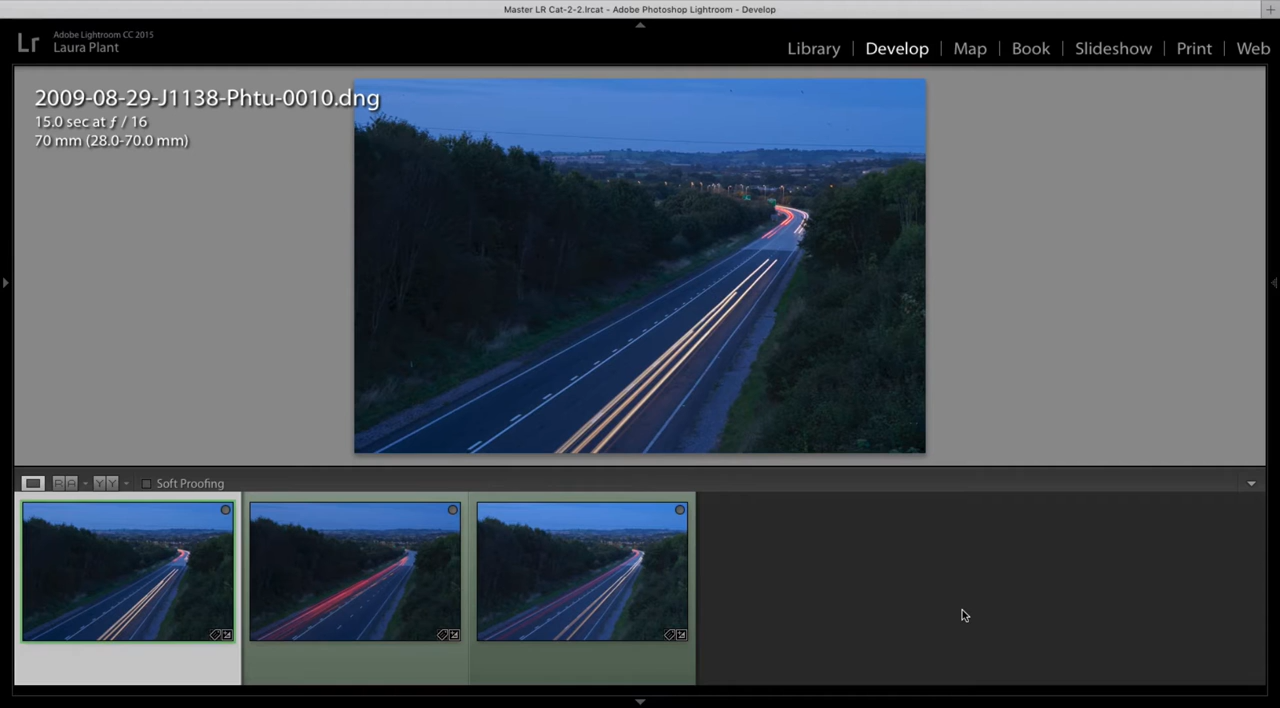 Master LR Cat-2-2.lrcat - Adobe Photoshop Lightroom - Develop
Lr
Adobe Lightroom CC 2015
Laura Plant
Library | Develop | Map | Book | Slideshow | Print | Web
2009-08-29-J1138-Phtu-0010.dng
15.0 sec at ƒ / 16
70 mm (28.0-70.0 mm)
R R Y Y Soft Proofing